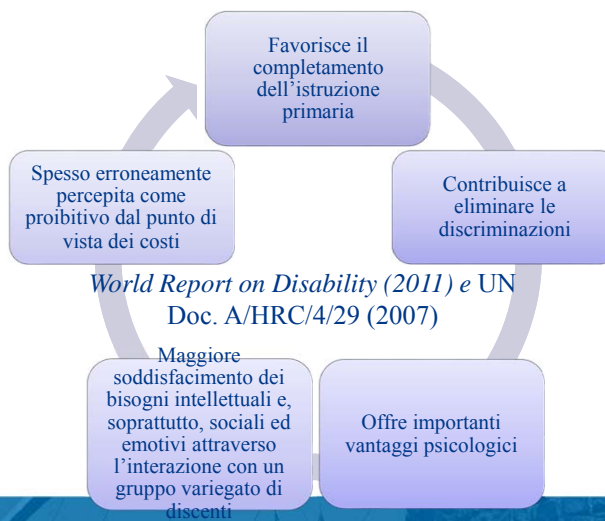 Favorisce il
completamento
dell’istruzione
primaria
Contribuisce a
eliminare le
discriminazioni
Offre importanti
vantaggi psicologici
Maggiore
soddisfacimento dei
bisogni intellettuali e,
soprattutto, sociali ed
emotivi attraverso
l’interazione con un
gruppo variegato di
discenti
Spesso erroneamente
percepita come
proibitivo dal punto di
vista dei costi
World Report on Disability (2011) e UN
Doc. A/HRC/4/29 (2007)